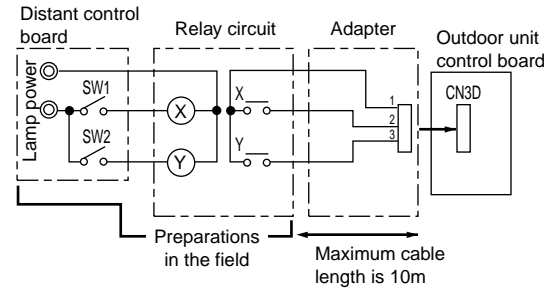 Distant control
board
Relay circuit
Adapter
Outdoor unit
control board
Lamp power
SW1
SW2
X
Y
X
Y
1
2
3
CN3D
Preparations
in the field
Maximum cable
length is 10m